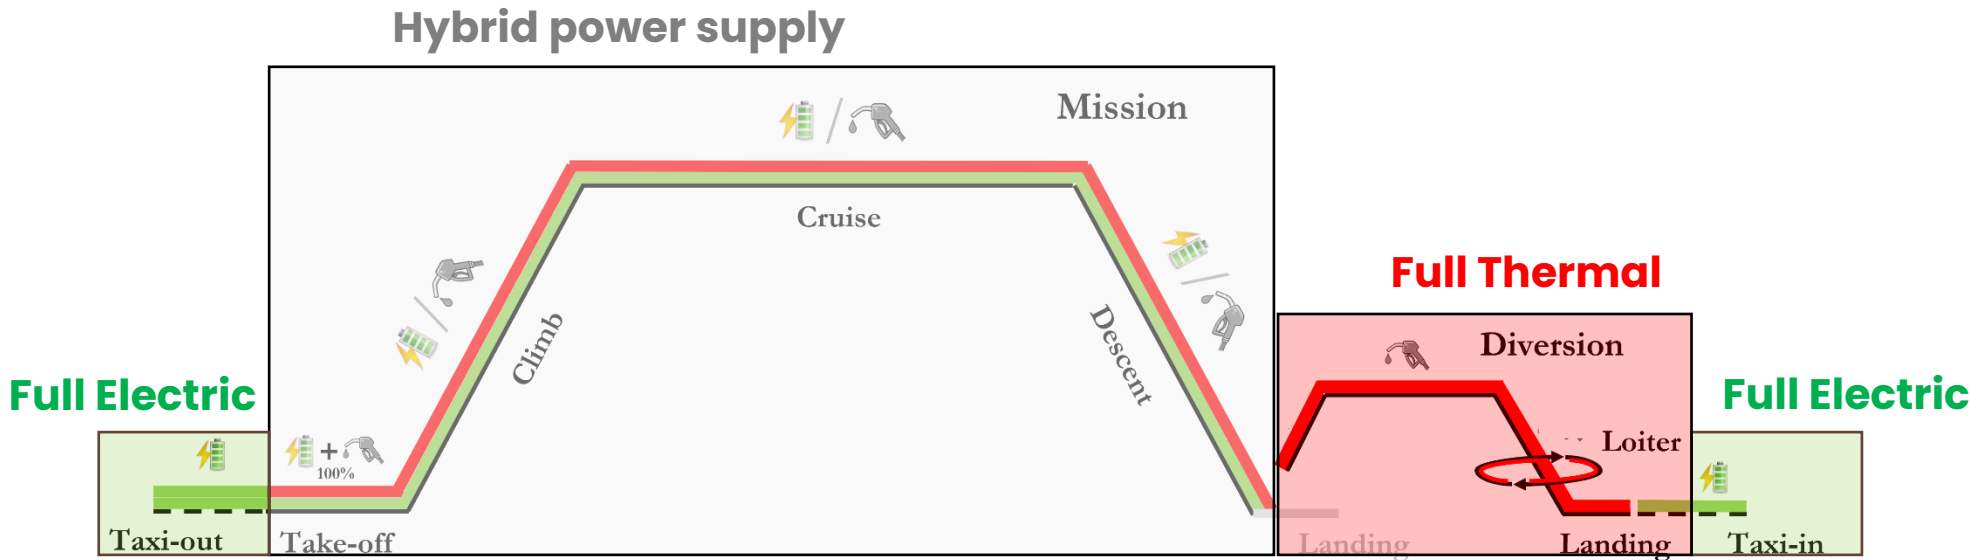 Hybrid power supply
Mission
Cruise
Climb
Descent
Full Thermal
Diversion
Loiter
Full Electric
Full Electric
+
100%
Taxi-out
Take-off
Landing
Landing
Taxi-in